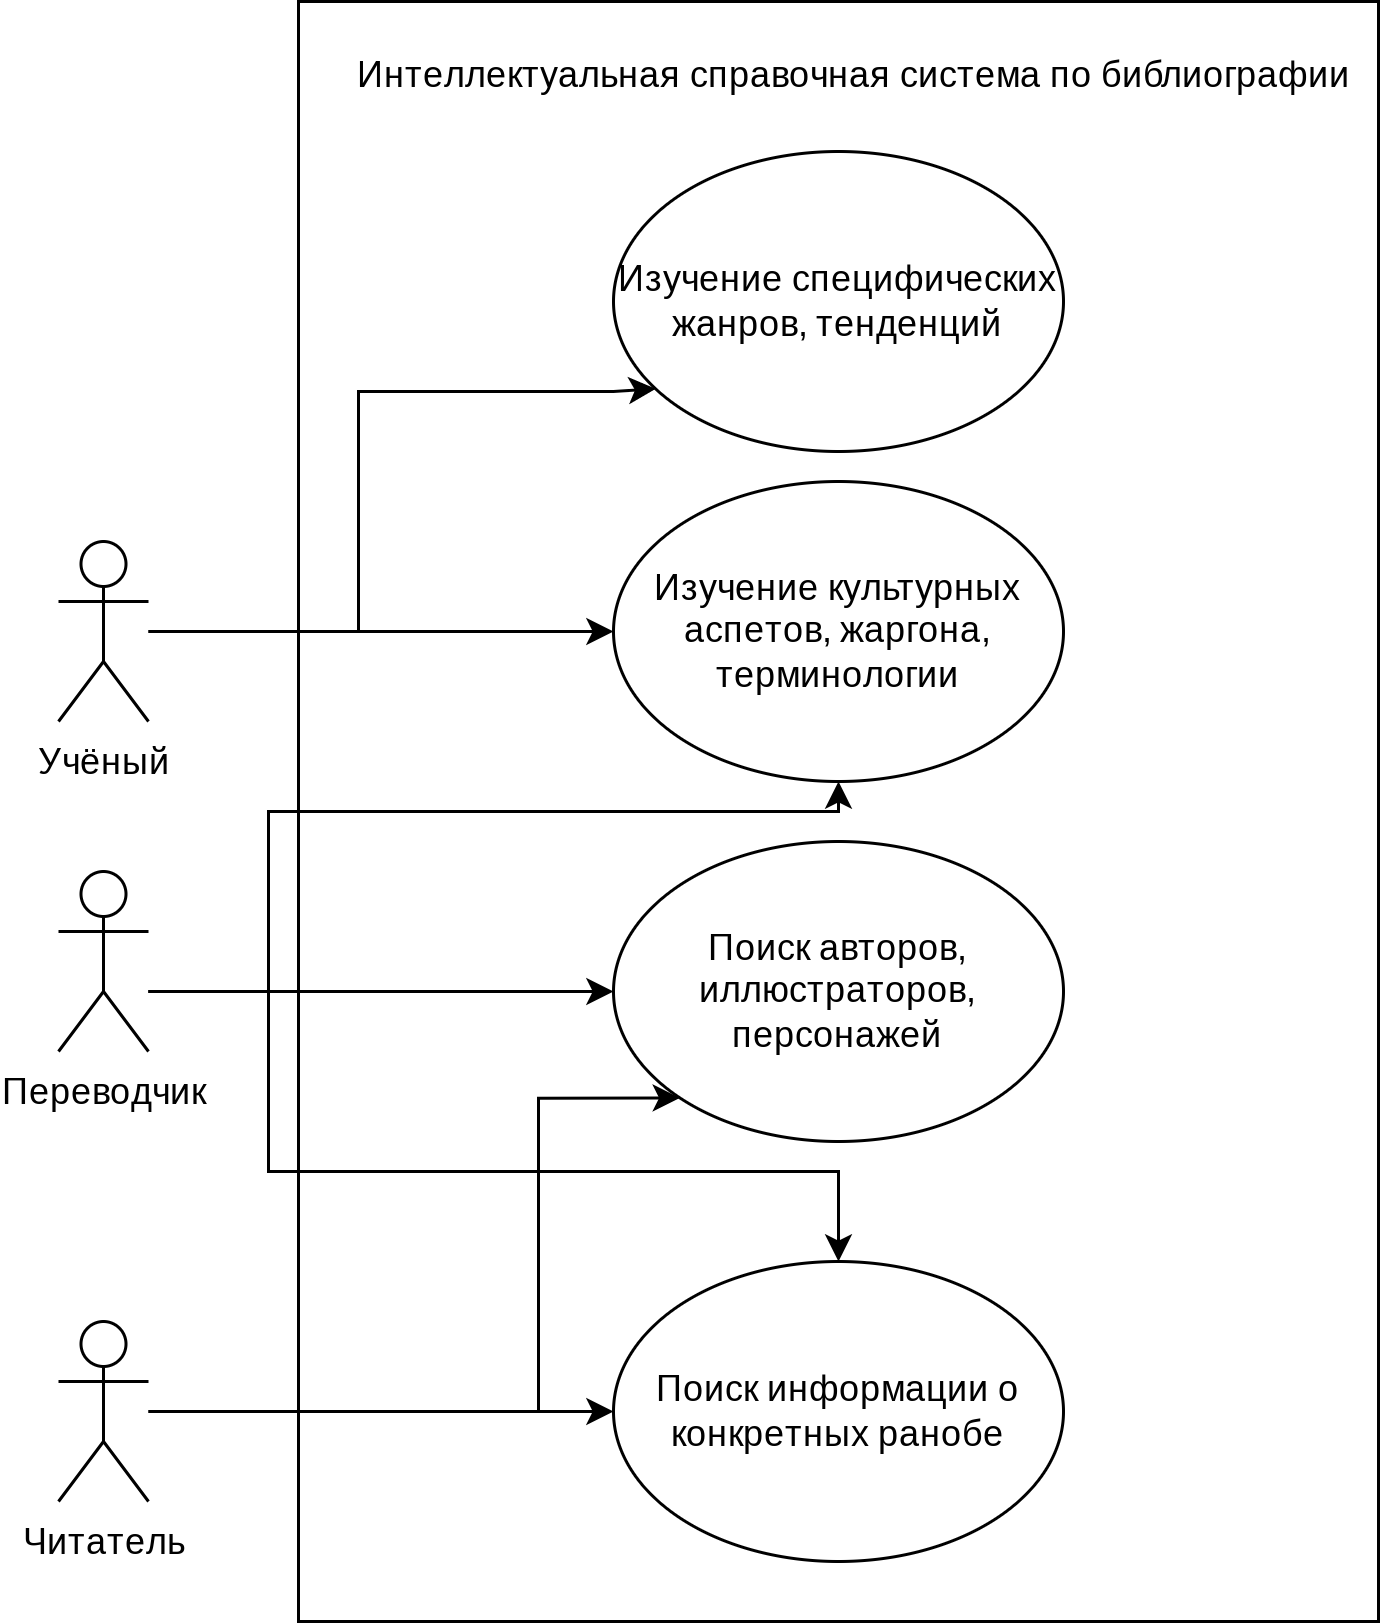 Интеллектуальная справочная система по библиографии
Изучение специфических
жанров, тенденций
Изучение культурных
аспетов, жаргона,
терминологии
Учёный
Поиск авторов,
иллюстраторов,
персонажей
Переводчик
Поиск информации о
конкретных ранобе
Читатель